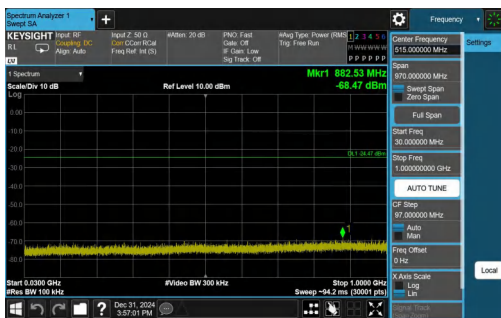 Spectrum Analyzer 1
Swept SA
+
Frequency
KEYSIGHT
RL
Input: RF
Coupling: DC
Align: Auto
Input Z: 50 Ω
Corr CCorr RCal
Freq Ref: Int (S)
#Atten: 20 dB
PNO: Fast
Gate: Off
IF Gain: Low
Sig Track: Off
#Avg Type: Power (RMS
Trig: Free Run
1 2 3 4 5 6
M W W W W W
P P P P P P
LXI
1 Spectrum
Scale/Div 10 dB
Log
Ref Level 10.00 dBm
Mkr1 882.53 MHz
-68.47 dBm
0.00
-10.0
-20.0
-30.0
-40.0
-50.0
-60.0
-70.0
-80.0
DL1 -24.47 dBm
1
Start 0.0300 GHz
#Res BW 100 kHz
#Video BW 300 kHz
Stop 1.0000 GHz
Sweep ~94.2 ms (30001 pts)
Dec 31, 2024
3:57:01 PM
?
Center Frequency
515.000000 MHz
Settings
Span
970.000000 MHz
Swept Span
Zero Span
Full Span
Start Freq
30.000000 MHz
Stop Freq
1.000000000 GHz
AUTO TUNE
CF Step
97.000000 MHz
Auto
Man
Freq Offset
0 Hz
X Axis Scale
Log
Lin
Local
Signal Track